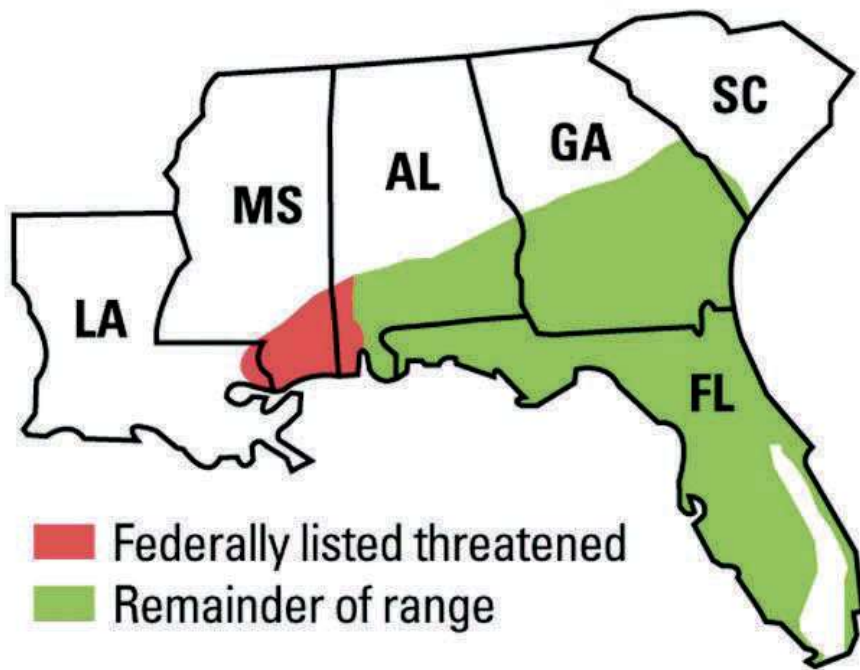 SC
GA
AL
MS
LA
FL
Federally listed threatened
Remainder of range